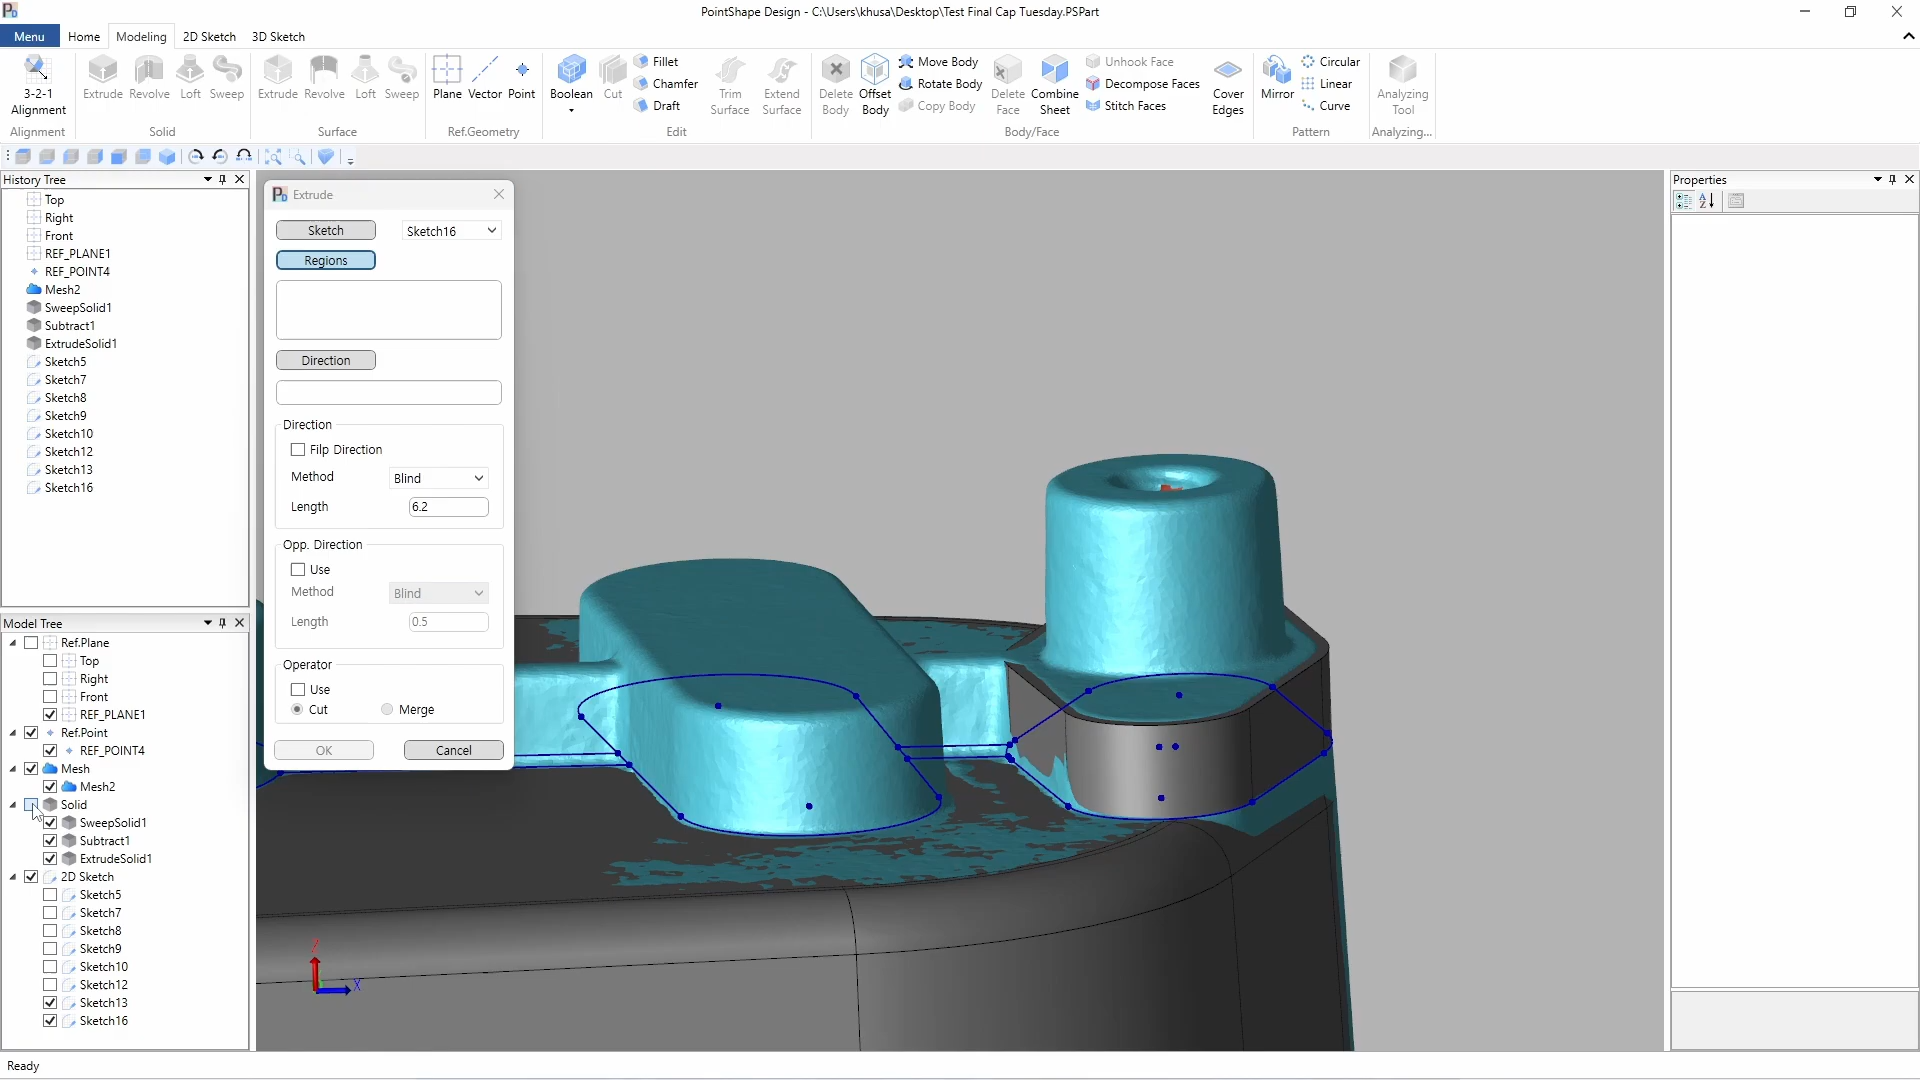 PointShape Design - C:\Users\khusa\Desktop\Test Final Cap Tuesday.PSPart
Menu Home Modeling 2D Sketch 3D Sketch
3-2-1 Alignment
Extrude Revolve Loft Sweep
Extrude Revolve Loft Sweep
Plane Vector Point
Boolean Cut
Fillet
Chamfer
Draft
Trim Surface
Extend Surface
Delete Body
Offset Body
Move Body
Rotate Body
Copy Body
Delete Face
Combine Sheet
Unhook Face
Decompose Faces
Stitch Faces
Cover Edges
Mirror
Circular
Linear
Curve
Analyzing Tool
Alignment Solid Surface Ref.Geometry Edit Body/Face Pattern Analyzing...
History Tree
Top
Right
Front
REF_PLANE1
REF_POINT4
Mesh2
SweepSolid1
Subtract1
ExtrudeSolid1
Sketch5
Sketch7
Sketch8
Sketch9
Sketch10
Sketch12
Sketch13
Sketch16
Model Tree
Ref.Plane
Top
Right
Front
REF_PLANE1
Ref.Point
REF_POINT4
Mesh
Mesh2
Solid
SweepSolid1
Subtract1
ExtrudeSolid1
2D Sketch
Sketch5
Sketch7
Sketch8
Sketch9
Sketch10
Sketch12
Sketch13
Sketch16
Extrude
Sketch Sketch16
Regions
Direction
Direction
Filp Direction
Method Blind
Length 6.2
Opp. Direction
Use
Method Blind
Length 0.5
Operator
Use
Cut Merge
OK Cancel
Z
X
Properties
Ready